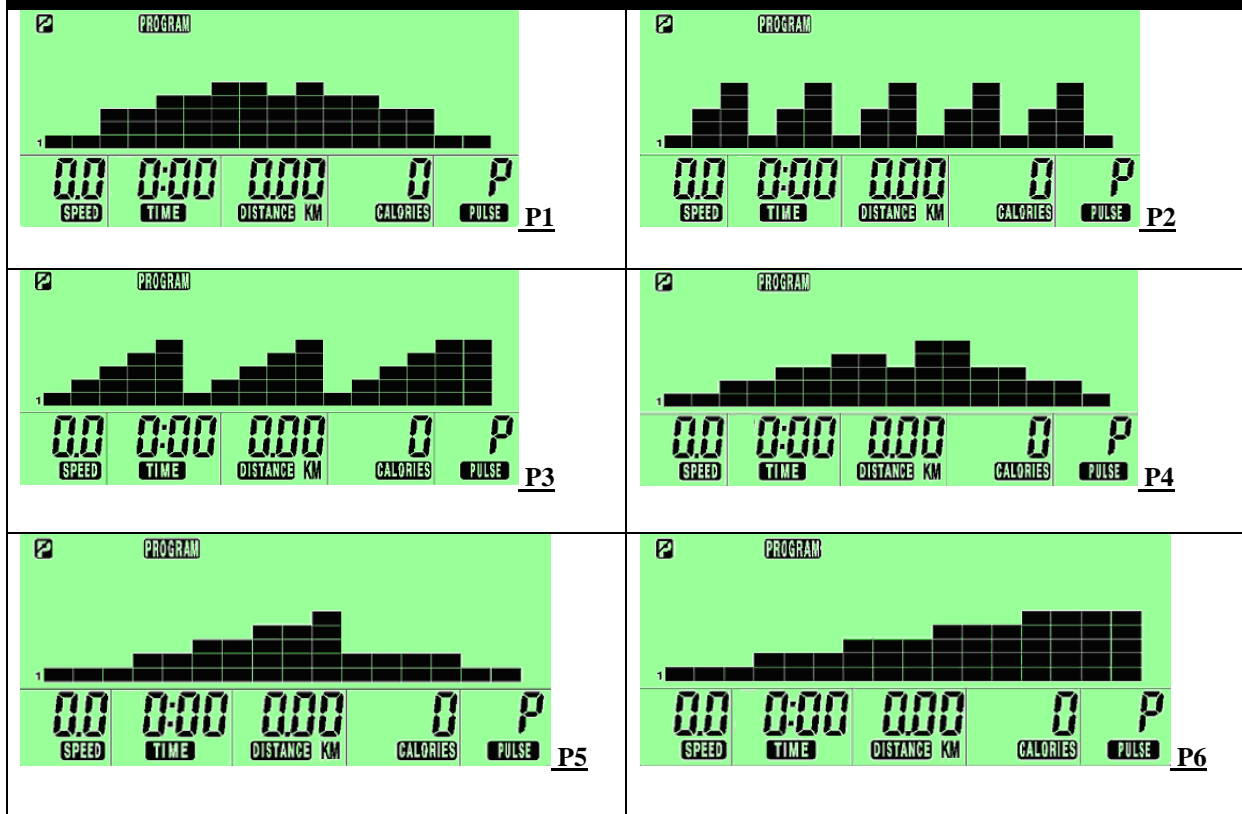 PROGRAM
1
0.0 0:00 0.00 0 P
SPEED TIME DISTANCE KM CALORIES PULSE P1
PROGRAM
1
0.0 0:00 0.00 0 P
SPEED TIME DISTANCE KM CALORIES PULSE P2
PROGRAM
1
0.0 0:00 0.00 0 P
SPEED TIME DISTANCE KM CALORIES PULSE P3
PROGRAM
1
0.0 0:00 0.00 0 P
SPEED TIME DISTANCE KM CALORIES PULSE P4
PROGRAM
1
0.0 0:00 0.00 0 P
SPEED TIME DISTANCE KM CALORIES PULSE P5
PROGRAM
1
0.0 0:00 0.00 0 P
SPEED TIME DISTANCE KM CALORIES PULSE P6